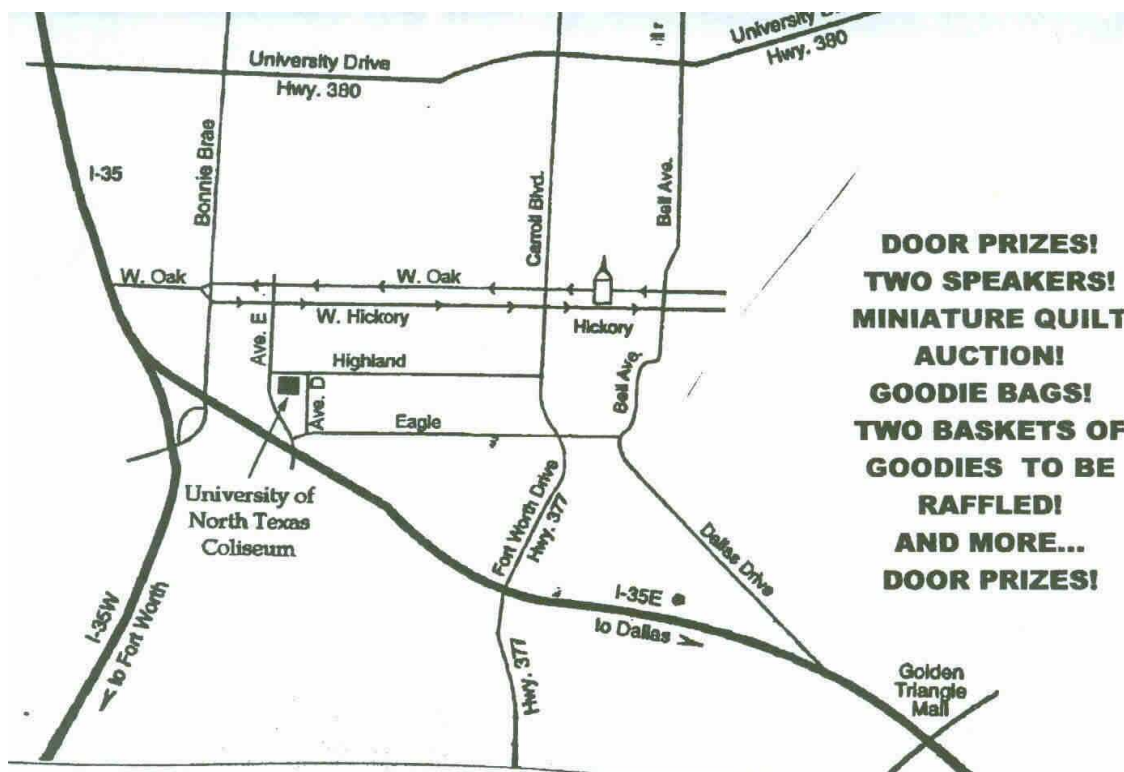 University Drive
Hwy. 380
University
Hwy. 380
I-35
Bonnie Brae
Carroll Blvd.
Bell Ave.
W. Oak
W. Oak
W. Hickory
Hickory
Ave. E
Highland
Ave. D
Bell Ave.
Eagle
University of
North Texas
Coliseum
Fort Worth Drive
Hwy. 377
Dallas Drive
I-35W
to Fort Worth
I-35E
to Dallas
Hwy. 377
Golden
Triangle
Mall
DOOR PRIZES!
TWO SPEAKERS!
MINIATURE QUILT
AUCTION!
GOODIE BAGS!
TWO BASKETS OF
GOODIES TO BE
RAFFLED!
AND MORE...
DOOR PRIZES!